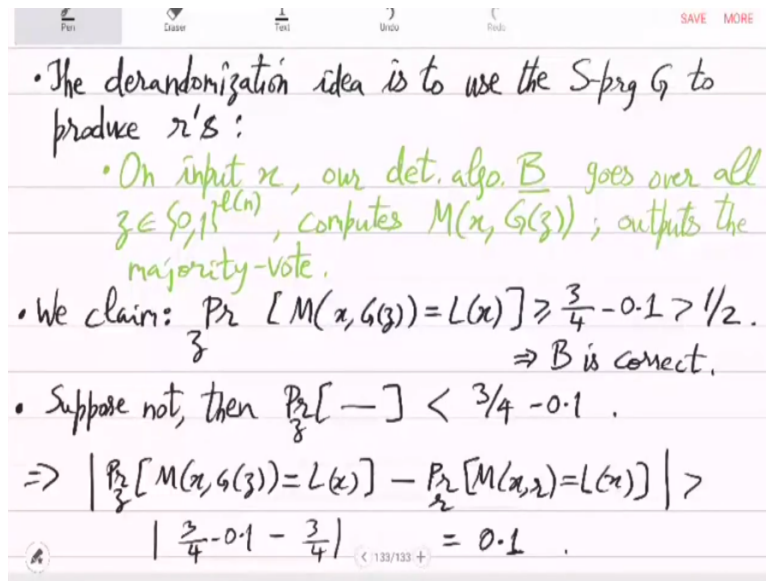 Pen Eraser Text Undo Redo SAVE MORE
• The derandomization idea is to use the S-prg G to
produce r's :
• On input x, our det. algo. B goes over all
z ∈ {0,1}^{ℓ(n)}, computes M(x, G(z)) ; outputs the
majority-vote.
• We claim: Pr_z [M(x, G(z)) = L(x)] ≥ 3/4 - 0.1 > 1/2.
⇒ B is correct.
• Suppose not, then Pr_z[ — ] < 3/4 - 0.1 .
⇒ | Pr_z[M(x, G(z)) = L(x)] - Pr_r[M(x,r) = L(x)] | >
| 3/4 - 0.1 - 3/4 | = 0.1 .
< 133/133 +